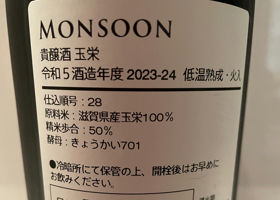 MONSOON
貴醸酒 玉栄
令和5酒造年度 2023-24 低温熟成・火入
仕込順号：28
原料米：滋賀県産玉栄100%
精米歩合：50%
酵母：きょうかい701
●冷暗所にて保管の上、開栓後はお早めに
お飲みください。